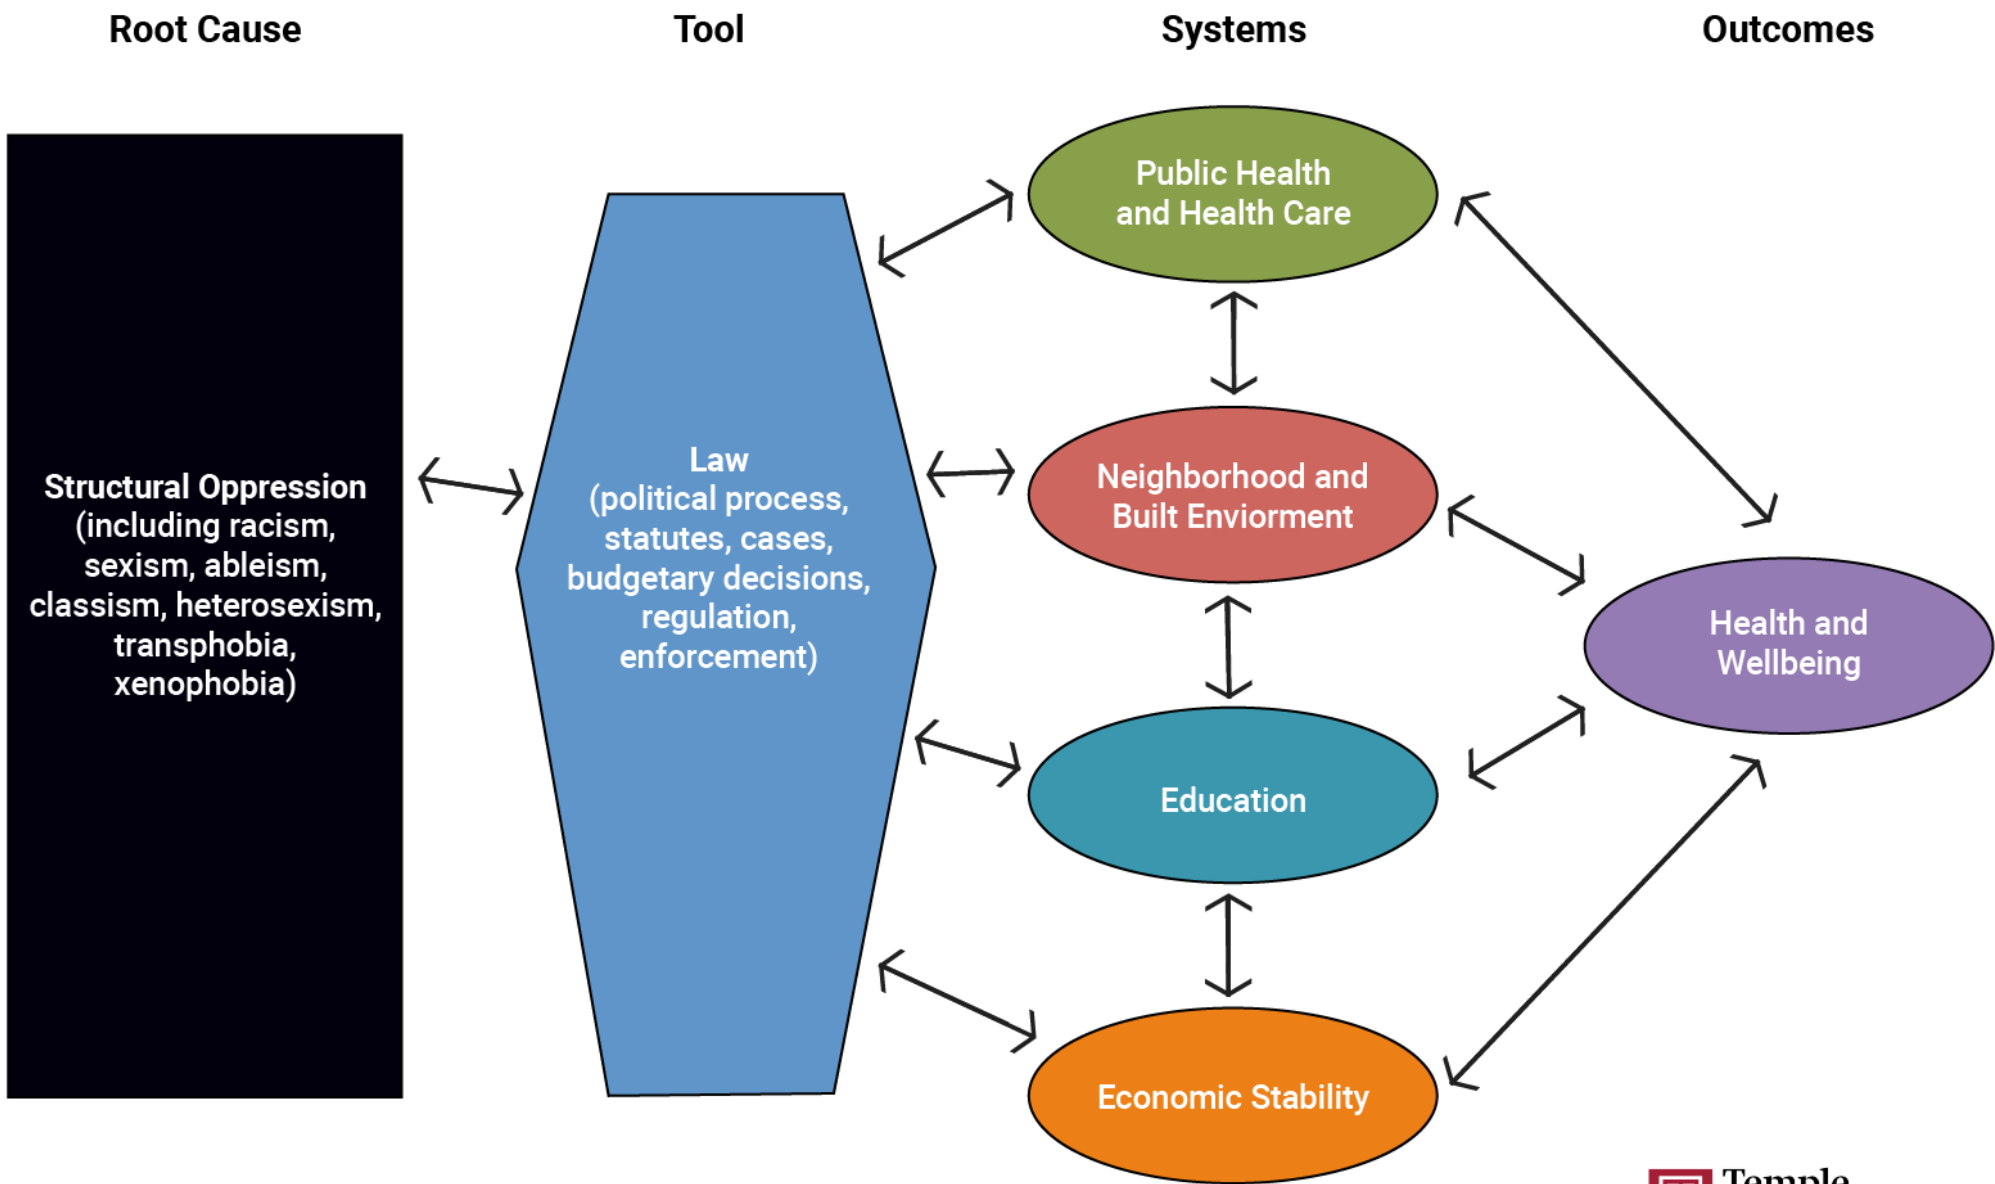 Root Cause
Tool
Systems
Outcomes
Structural Oppression
(including racism,
sexism, ableism,
classism, heterosexism,
transphobia,
xenophobia)
Law
(political process,
statutes, cases,
budgetary decisions,
regulation,
enforcement)
Public Health
and Health Care
Neighborhood and
Built Enviorment
Education
Economic Stability
Health and
Wellbeing
Temple